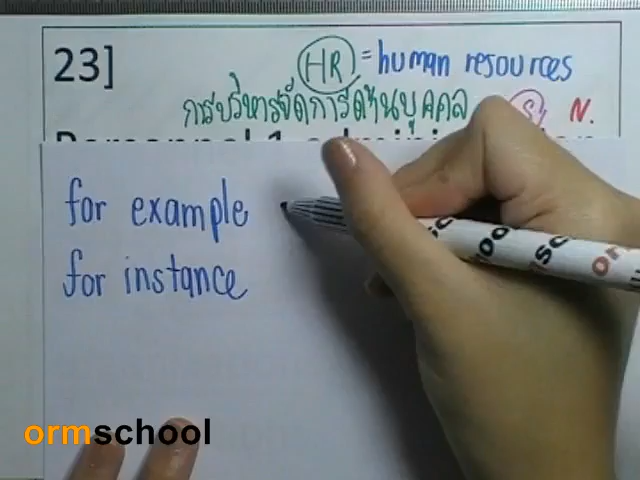 23]
HR = human resources
การบริหารจัดการด้านบุคคล
S. N.
for example
for instance
ormschool